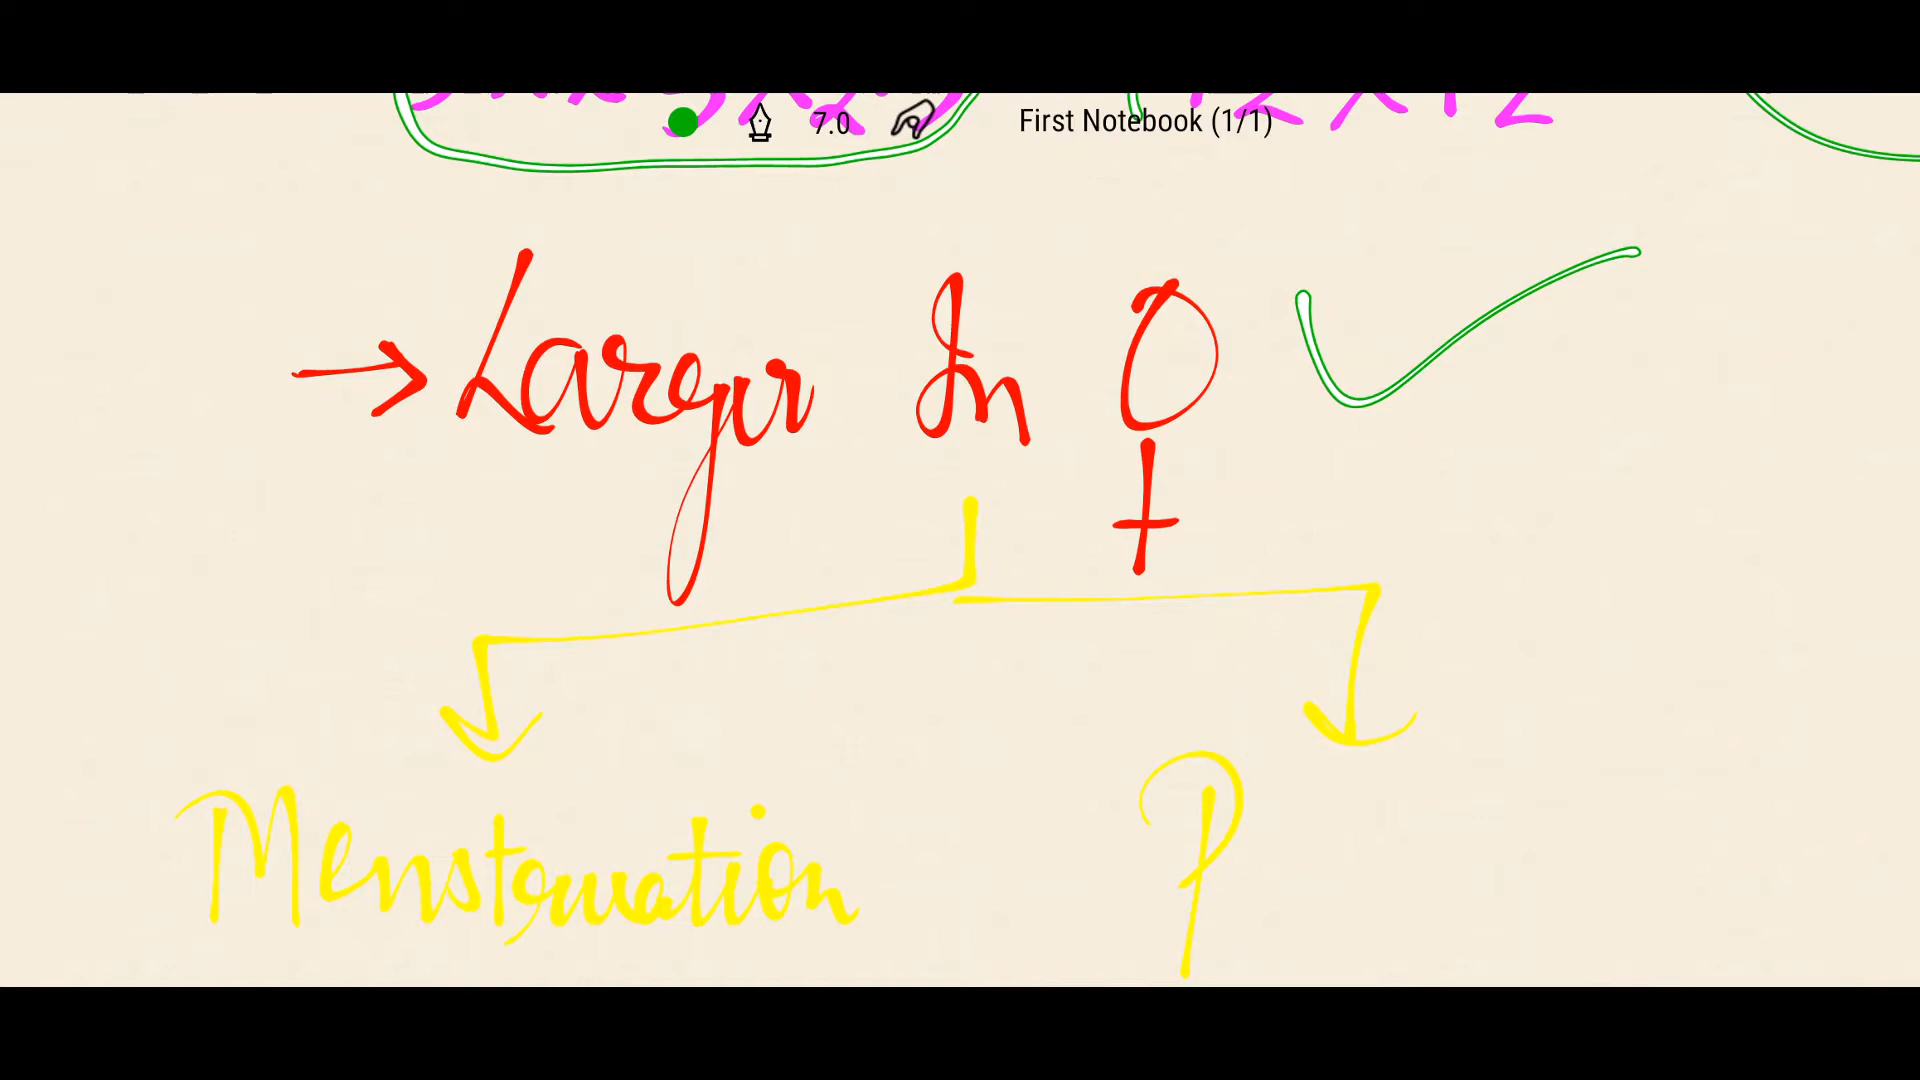 7.0 First Notebook (1/1)
→ Larger In ♀ ✓
Menstruation P